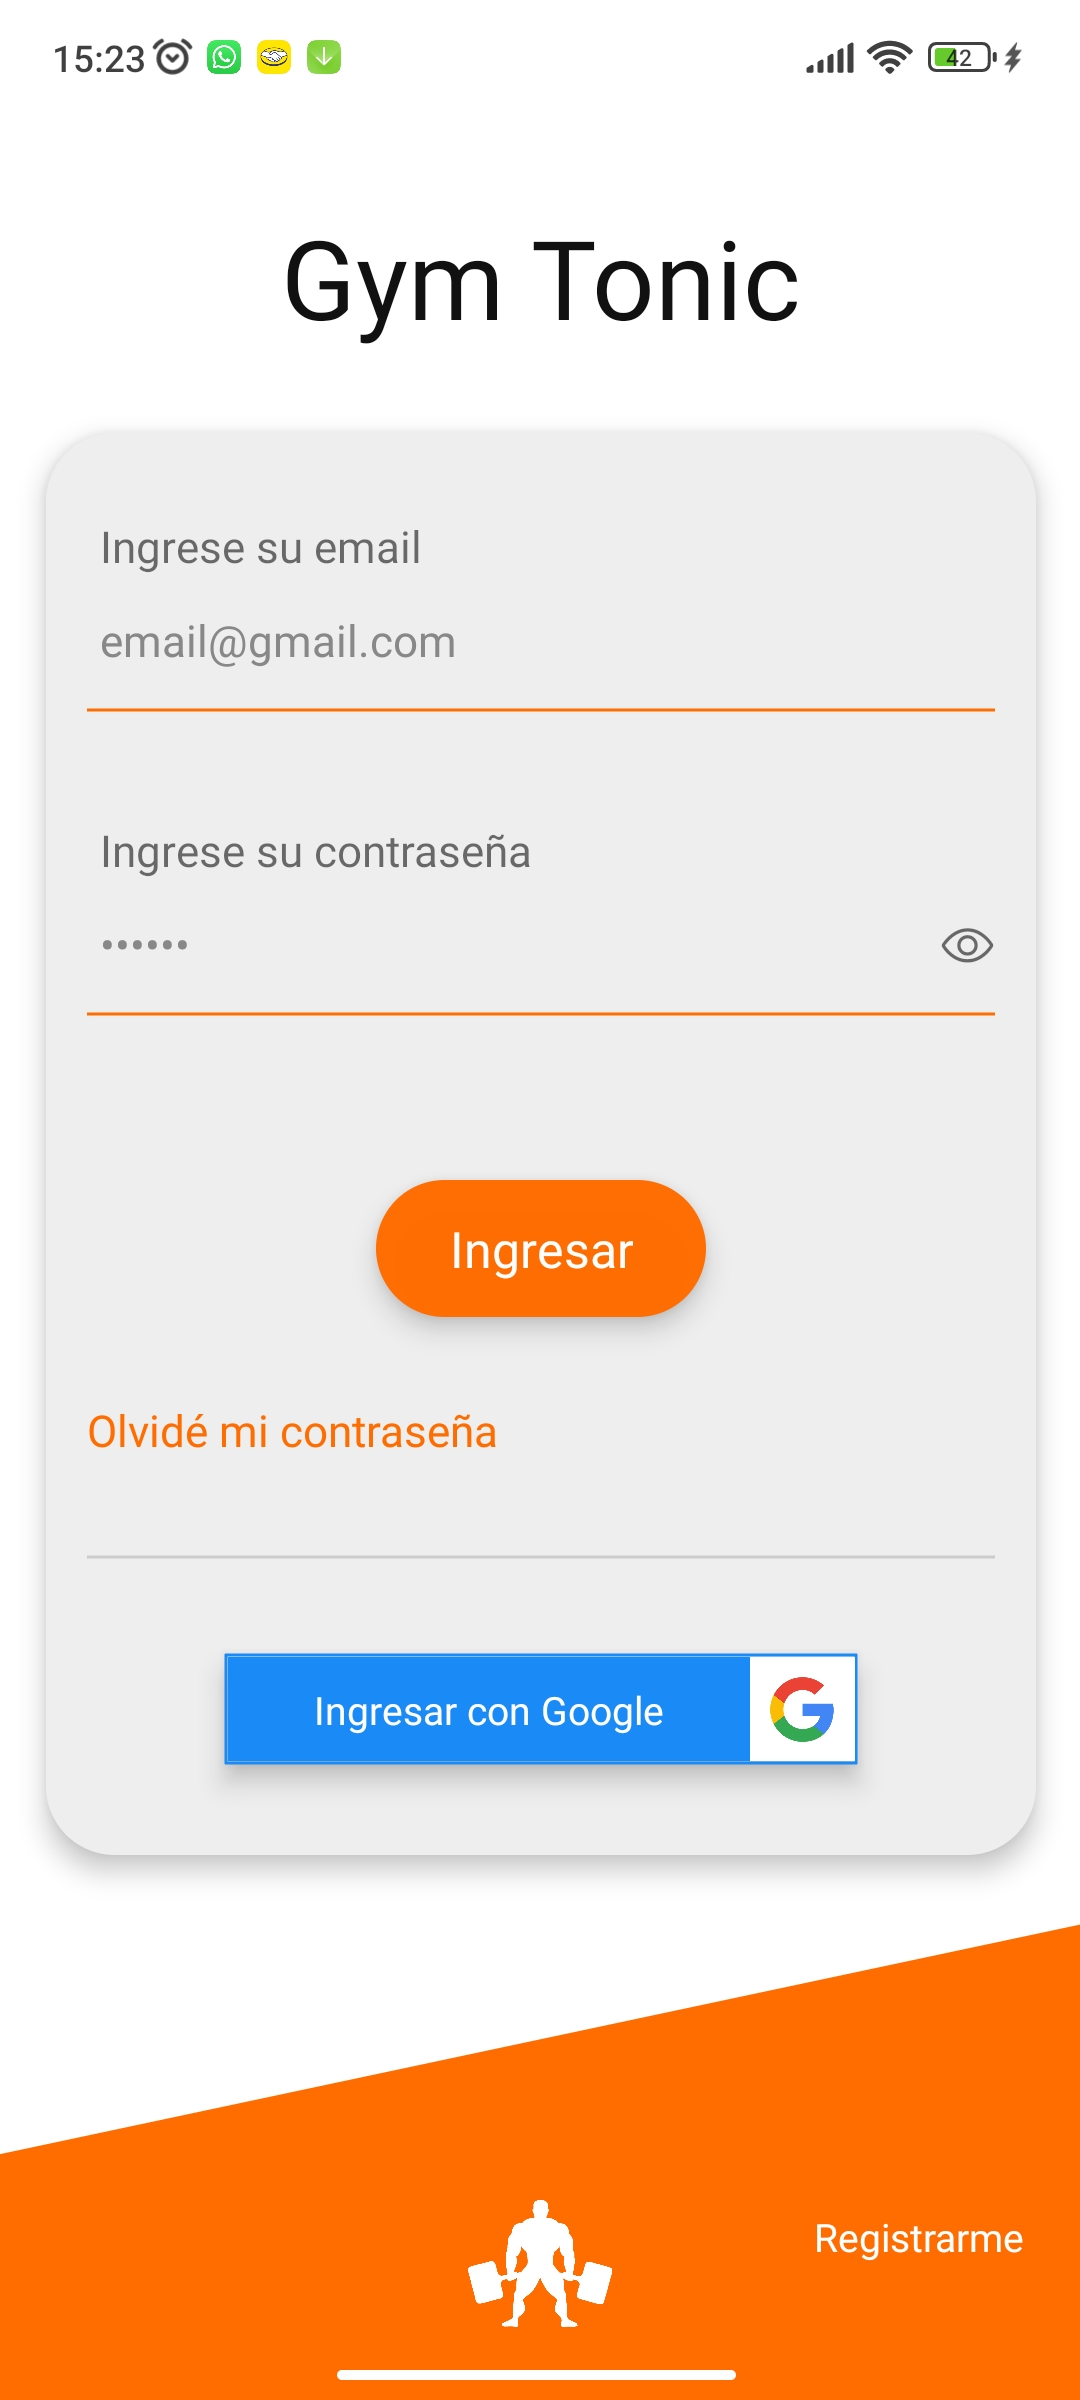 15:23
42
Gym Tonic
Ingrese su email
email@gmail.com
Ingrese su contraseña
••••••
Ingresar
Olvidé mi contraseña
Ingresar con Google
Registrarme